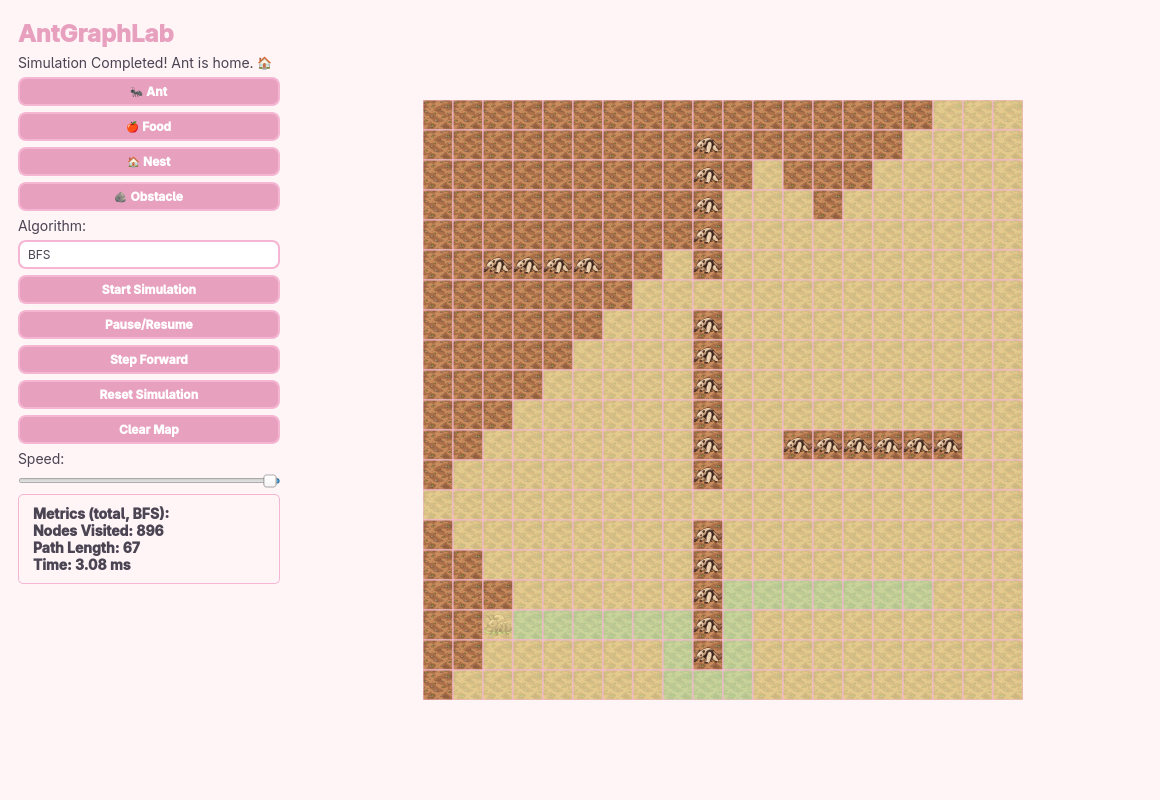 AntGraphLab
Simulation Completed! Ant is home. 🏠
🐜 Ant
🍎 Food
🏠 Nest
🪨 Obstacle
Algorithm:
BFS
Start Simulation
Pause/Resume
Step Forward
Reset Simulation
Clear Map
Speed:
Metrics (total, BFS):
Nodes Visited: 896
Path Length: 67
Time: 3.08 ms